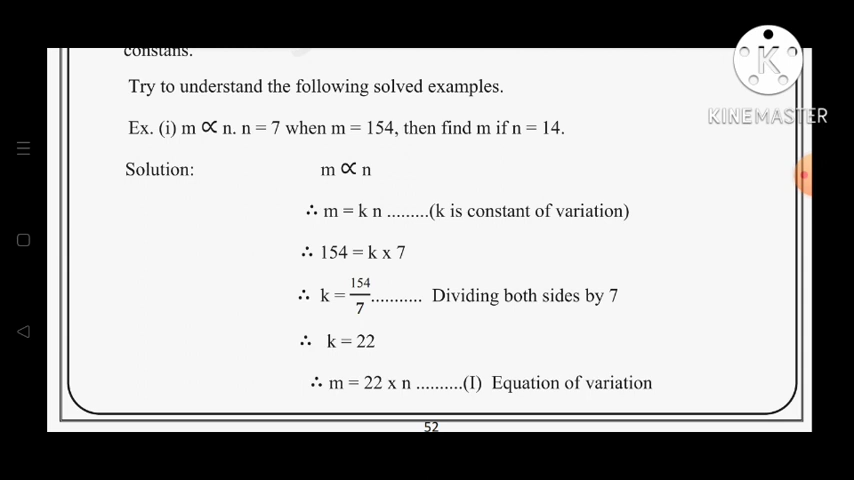 constans.
Try to understand the following solved examples.
Ex. (i) m ∝ n. n = 7 when m = 154, then find m if n = 14.
Solution: m ∝ n
∴ m = k n .........(k is constant of variation)
∴ 154 = k x 7
∴ k = 154/7 ........... Dividing both sides by 7
∴ k = 22
∴ m = 22 x n ..........(I) Equation of variation
52
K
KINEMASTER